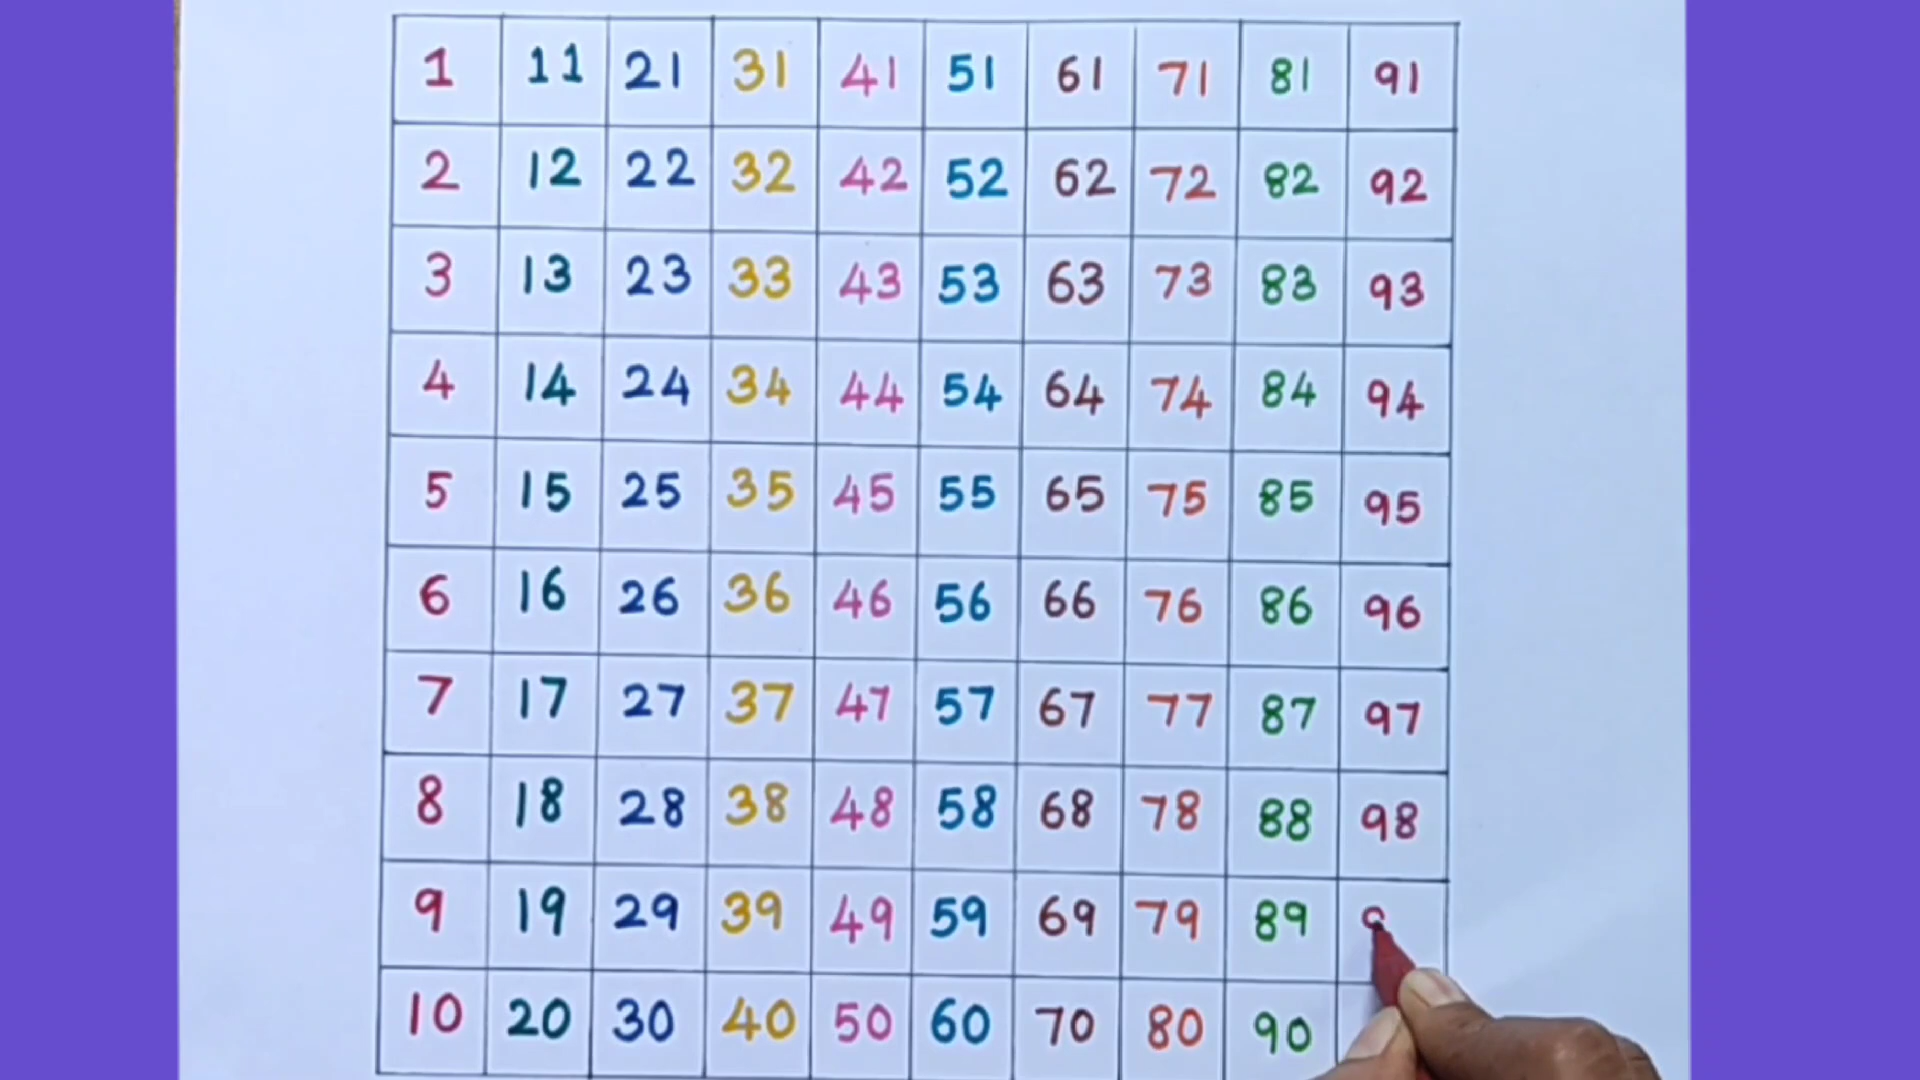 1 11 21 31 41 51 61 71 81 91
2 12 22 32 42 52 62 72 82 92
3 13 23 33 43 53 63 73 83 93
4 14 24 34 44 54 64 74 84 94
5 15 25 35 45 55 65 75 85 95
6 16 26 36 46 56 66 76 86 96
7 17 27 37 47 57 67 77 87 97
8 18 28 38 48 58 68 78 88 98
9 19 29 39 49 59 69 79 89
10 20 30 40 50 60 70 80 90